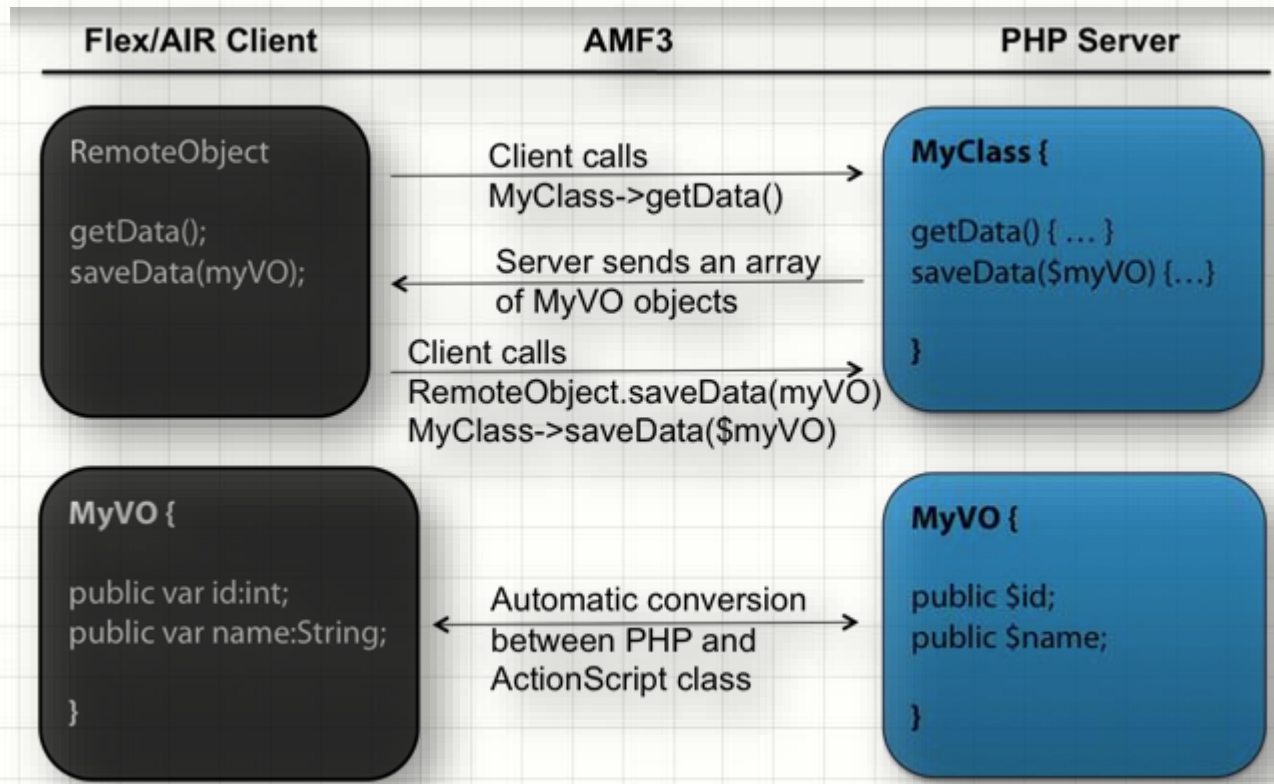 Flex/AIR Client
AMF3
PHP Server
RemoteObject
getData();
saveData(myVO);
Client calls
MyClass->getData()
Server sends an array
of MyVO objects
Client calls
RemoteObject.saveData(myVO)
MyClass->saveData($myVO)
MyClass {
getData() { ... }
saveData($myVO) {...}
}
MyVO {
public var id:int;
public var name:String;
}
Automatic conversion
between PHP and
ActionScript class
MyVO {
public $id;
public $name;
}